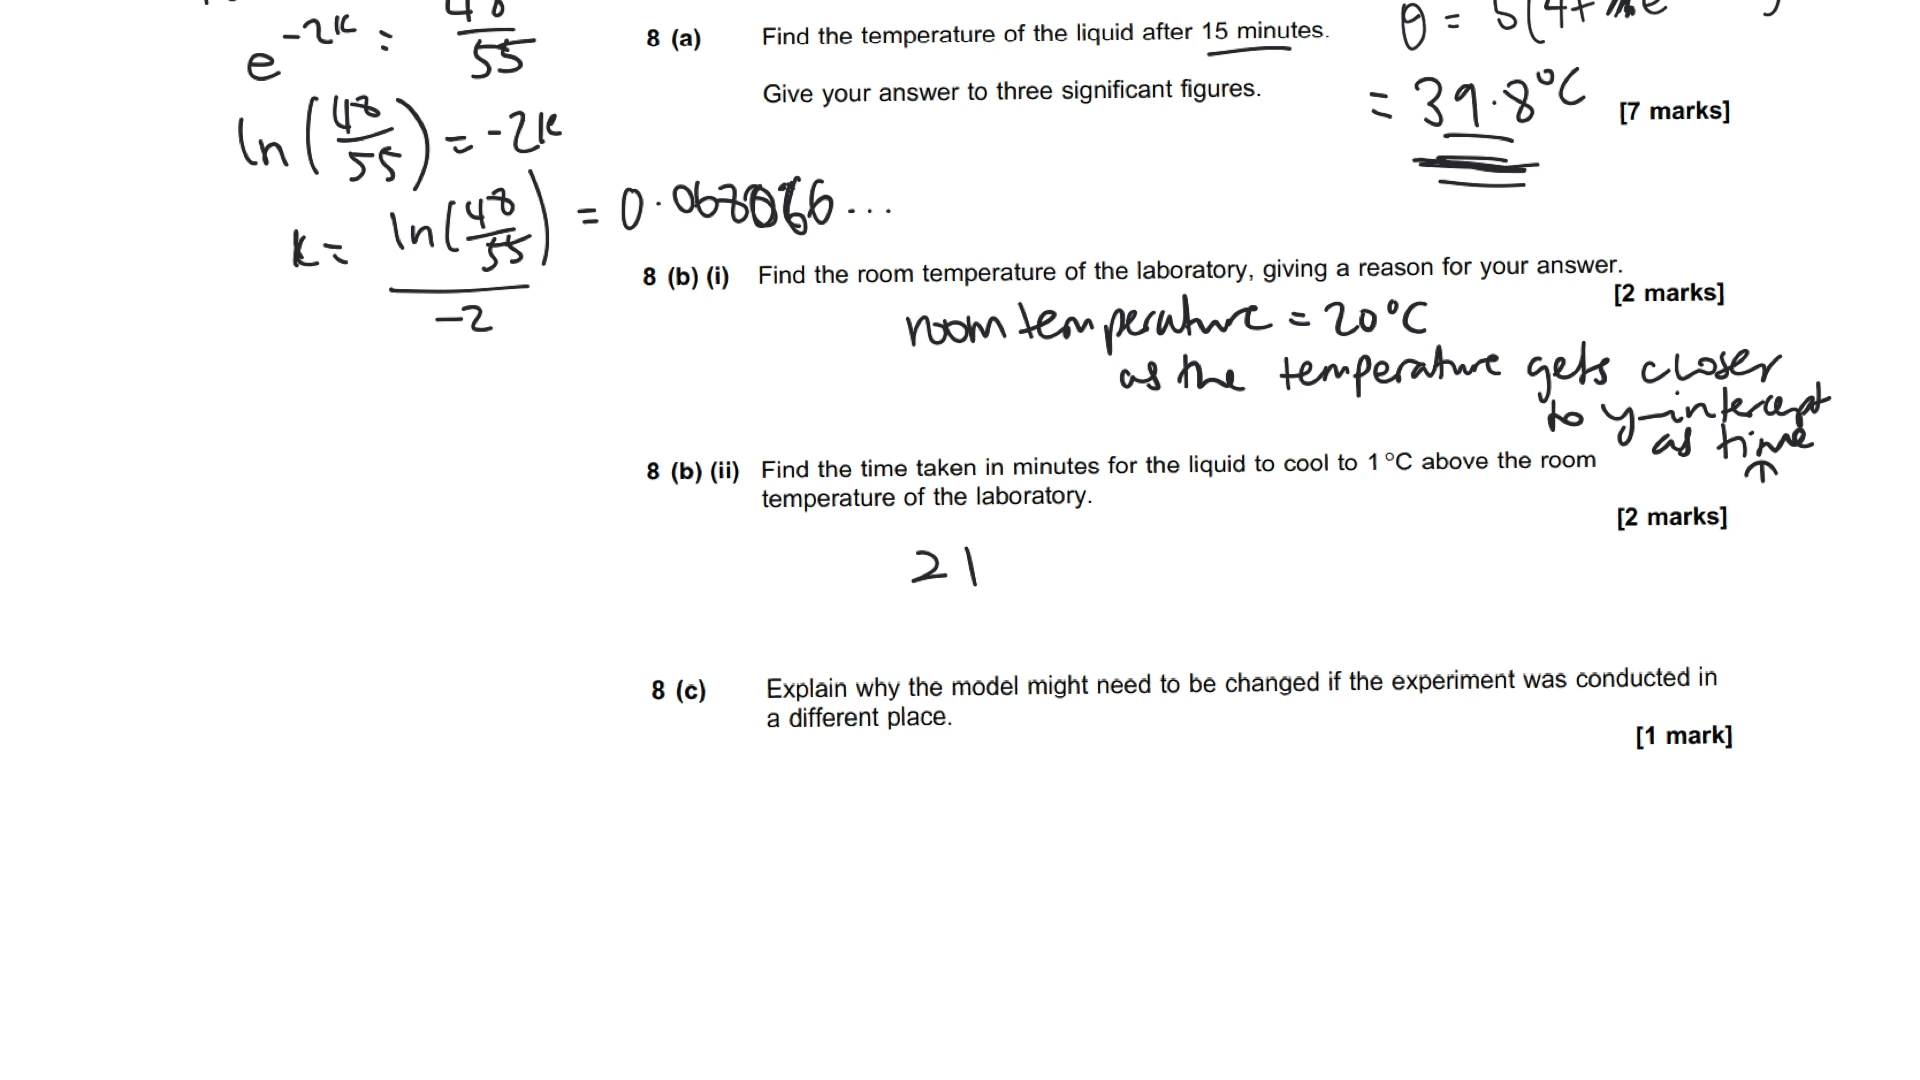 e^{-2k} = 48/55
8 (a) Find the temperature of the liquid after 15 minutes.
θ = 5(4+
Give your answer to three significant figures.
= 39.8°C
[7 marks]
ln(48/55) = -2k
k = ln(48/55)/-2 = 0.068066...
8 (b) (i) Find the room temperature of the laboratory, giving a reason for your answer.
[2 marks]
room temperature = 20°C
as the temperature gets closer
to y-intercept
as time ↑
8 (b) (ii) Find the time taken in minutes for the liquid to cool to 1 °C above the room
temperature of the laboratory.
[2 marks]
21
8 (c) Explain why the model might need to be changed if the experiment was conducted in
a different place.
[1 mark]